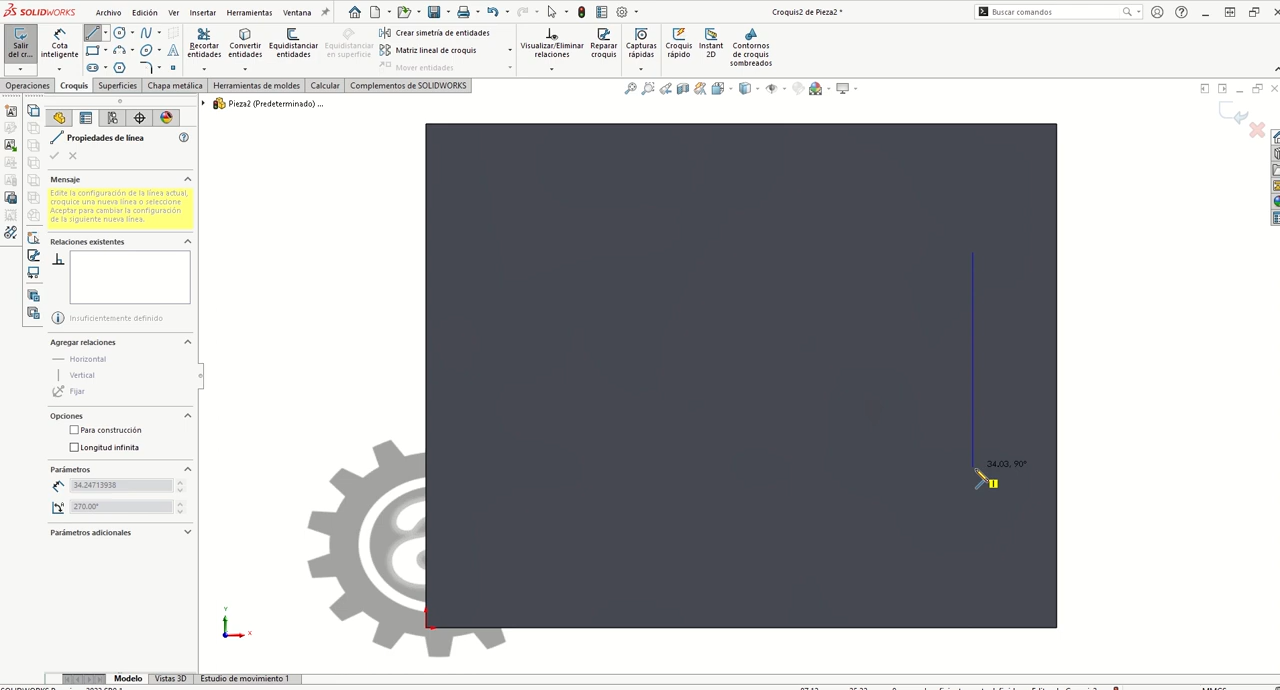 SOLIDWORKS
Archivo Edición Ver Insertar Herramientas Ventana
Croquis2 de Pieza2 *
Buscar comandos
Salir del cr...
Cota inteligente
Recortar entidades
Convertir entidades
Equidistanciar entidades
Equidistanciar en superficie
Crear simetría de entidades
Matriz lineal de croquis
Mover entidades
Visualizar/Eliminar relaciones
Reparar croquis
Capturas rápidas
Croquis rápido
Instant 2D
Contornos de croquis sombreados
Operaciones Croquis Superficies Chapa metálica Herramientas de moldes Calcular Complementos de SOLIDWORKS
Pieza2 (Predeterminado) ...
Propiedades de línea
Mensaje
Edite la configuración de la línea actual,
croquice una nueva línea o seleccione
Aceptar para cambiar la configuración
de la siguiente nueva línea.
Relaciones existentes
Insuficientemente definido
Agregar relaciones
Horizontal
Vertical
Fijar
Opciones
Para construcción
Longitud infinita
Parámetros
34.24713938
270.00°
Parámetros adicionales
34.03, 90°
Y
X
Modelo Vistas 3D Estudio de movimiento 1